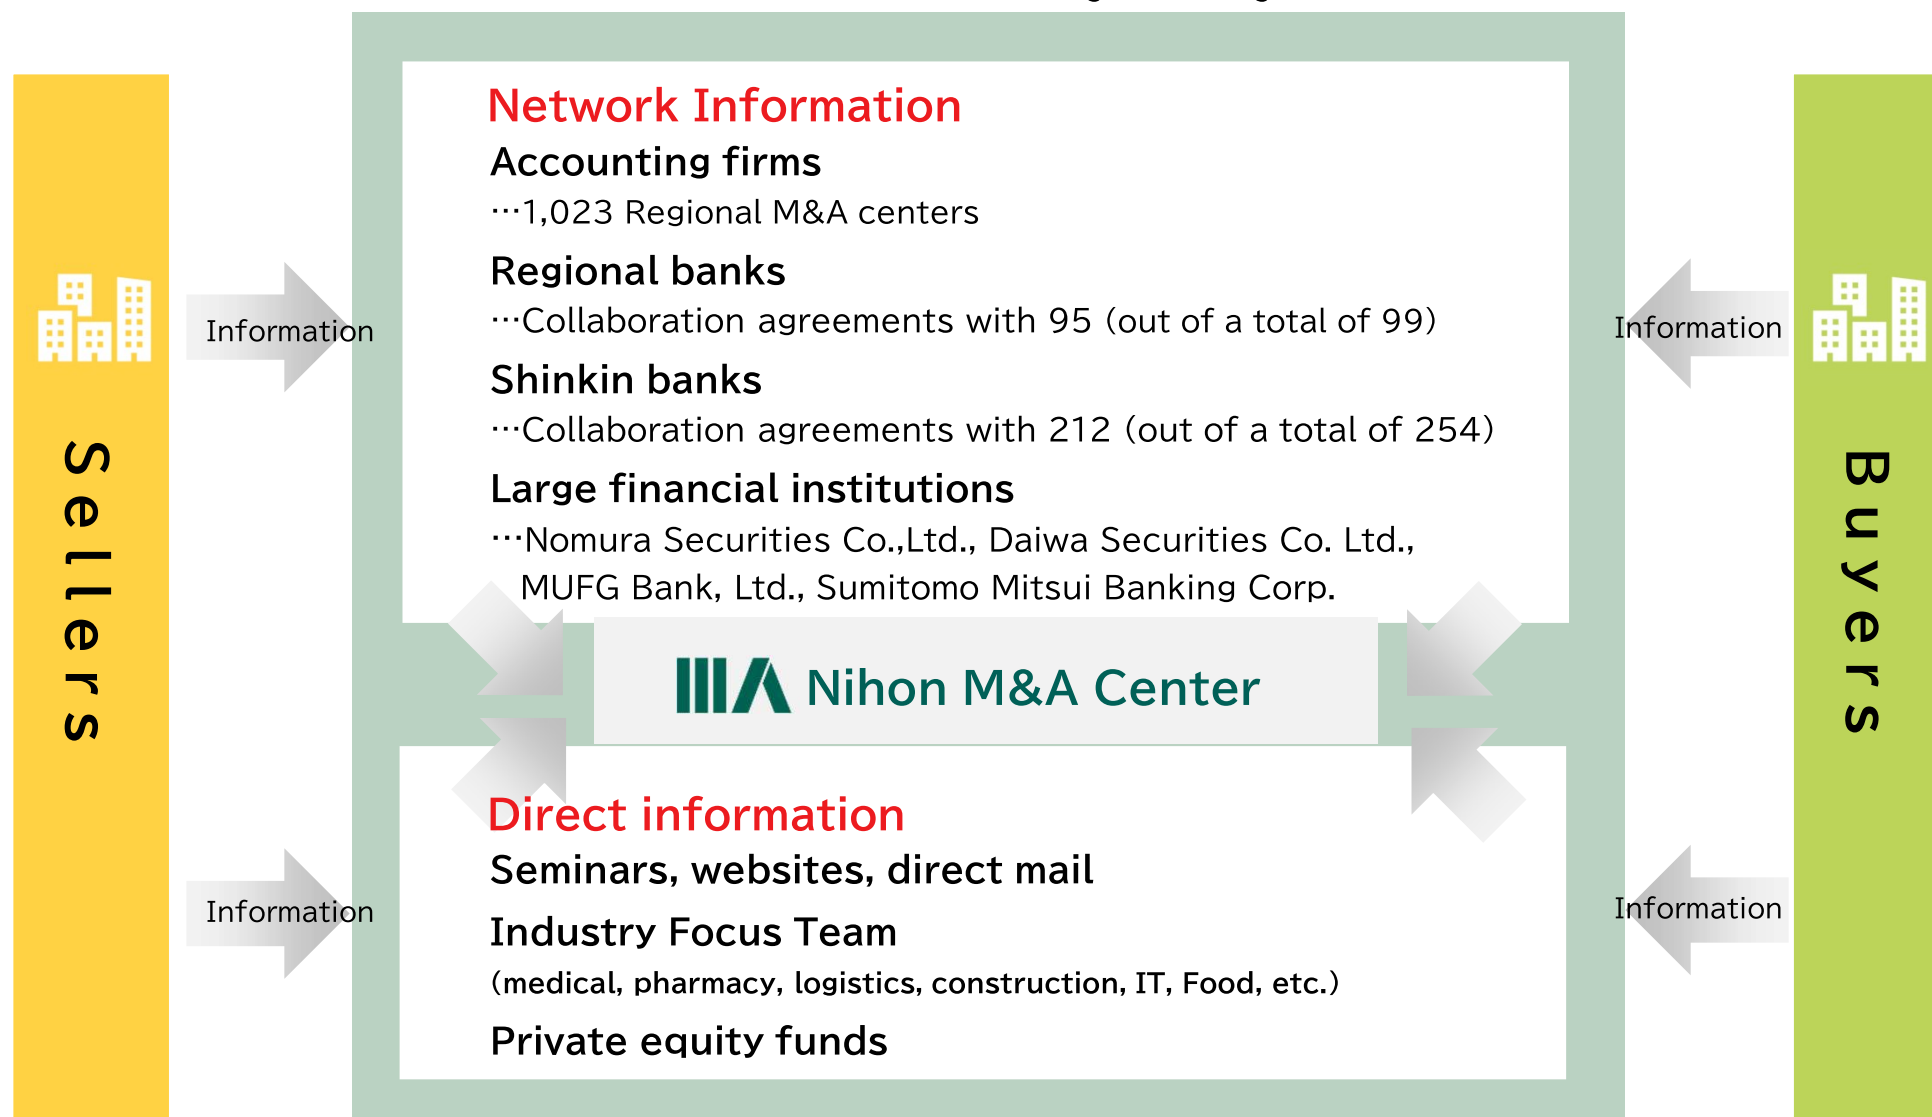 Network Information
Accounting firms
…1,023 Regional M&A centers
Regional banks
…Collaboration agreements with 95 (out of a total of 99)
Shinkin banks
…Collaboration agreements with 212 (out of a total of 254)
Large financial institutions
…Nomura Securities Co.,Ltd., Daiwa Securities Co. Ltd.,
MUFG Bank, Ltd., Sumitomo Mitsui Banking Corp.
Nihon M&A Center
Direct information
Seminars, websites, direct mail
Industry Focus Team
(medical, pharmacy, logistics, construction, IT, Food, etc.)
Private equity funds
Sellers
Information
Information
Information
Information
Buyers